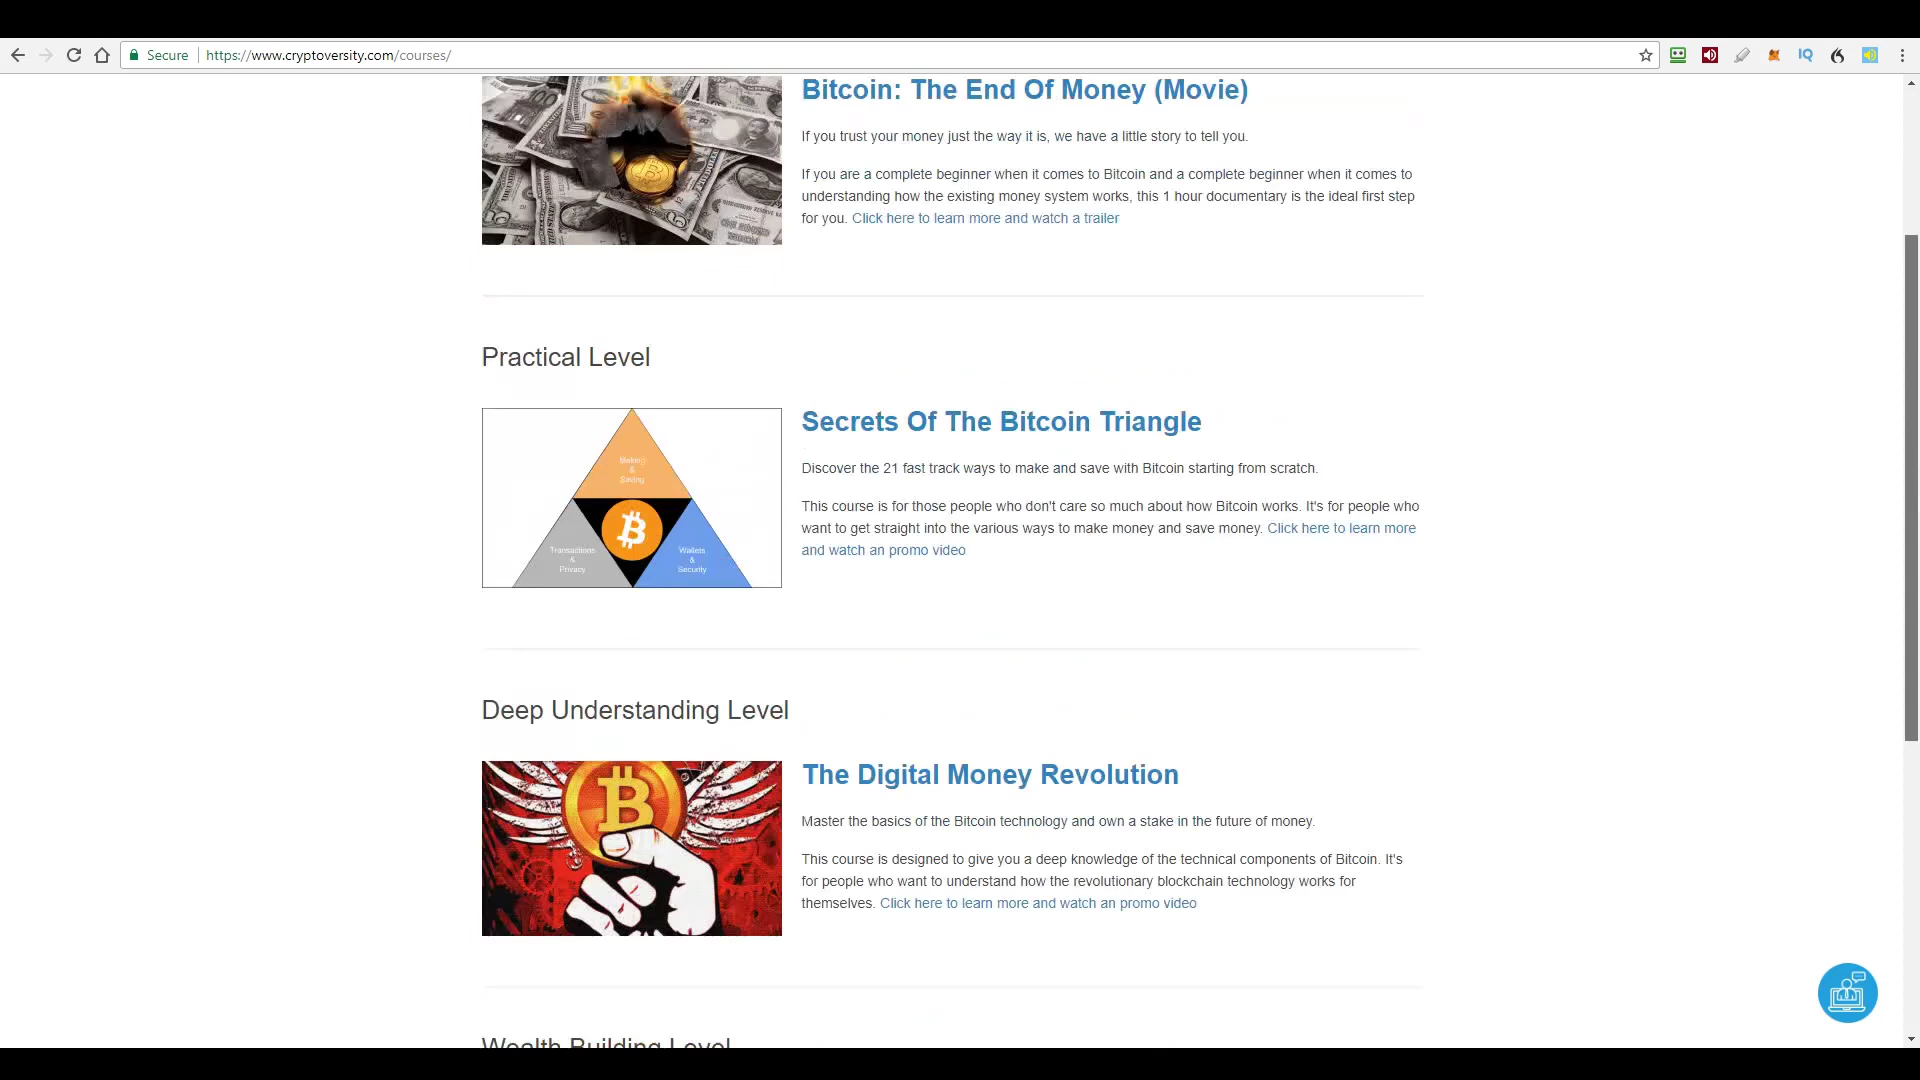 Secure https://www.cryptoversity.com/courses/
IQ
Bitcoin: The End Of Money (Movie)
If you trust your money just the way it is, we have a little story to tell you.
If you are a complete beginner when it comes to Bitcoin and a complete beginner when it comes to
understanding how the existing money system works, this 1 hour documentary is the ideal first step
for you. Click here to learn more and watch a trailer
Practical Level
Making
&
Saving
Transactions
&
Privacy
Wallets
&
Security
Secrets Of The Bitcoin Triangle
Discover the 21 fast track ways to make and save with Bitcoin starting from scratch.
This course is for those people who don't care so much about how Bitcoin works. It's for people who
want to get straight into the various ways to make money and save money. Click here to learn more
and watch an promo video
Deep Understanding Level
The Digital Money Revolution
Master the basics of the Bitcoin technology and own a stake in the future of money.
This course is designed to give you a deep knowledge of the technical components of Bitcoin. It's
for people who want to understand how the revolutionary blockchain technology works for
themselves. Click here to learn more and watch an promo video
Wealth Building Level